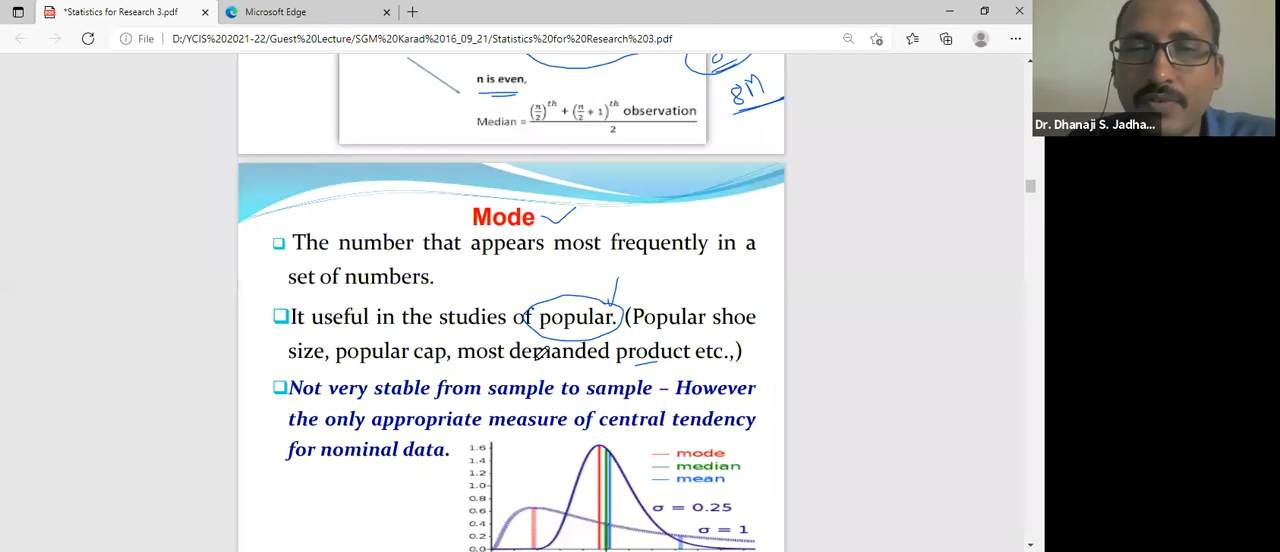 *Statistics for Research 3.pdf
Microsoft Edge
File
D:/YCIS%202021-22/Guest%20Lecture/SGM%20Karad%2016_09_21/Statistics%20for%20Research%203.pdf
n is even,
8M
Median = (n/2)th + (n/2 + 1)th observation
2
Dr. Dhanaji S. Jadha...
Mode
The number that appears most frequently in a
set of numbers.
It useful in the studies of popular. (Popular shoe
size, popular cap, most demanded product etc.,)
Not very stable from sample to sample – However
the only appropriate measure of central tendency
for nominal data.
1.6
1.4
1.2
1.0
0.8
0.6
0.4
0.2
0.0
mode
median
mean
σ = 0.25
σ = 1